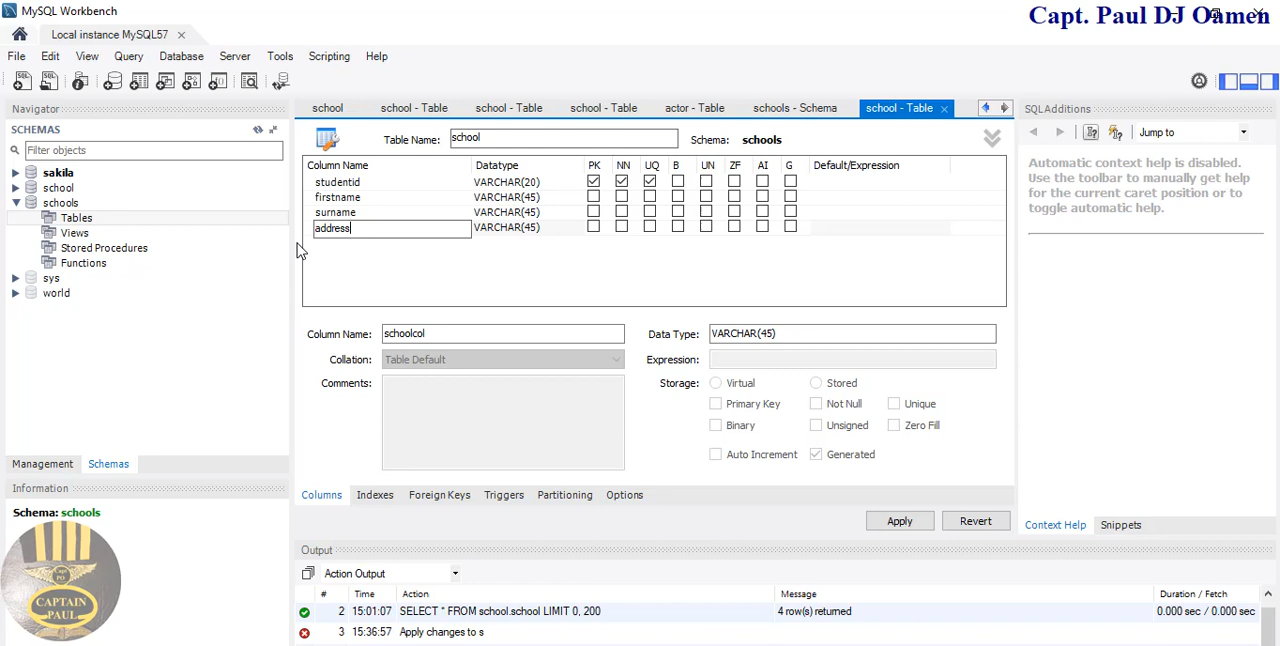 MySQL Workbench
Capt. Paul DJ Oamen
Local instance MySQL57
File Edit View Query Database Server Tools Scripting Help
Navigator
SCHEMAS
Filter objects
sakila
school
schools
Tables
Views
Stored Procedures
Functions
sys
world
Management Schemas
Information
Schema: schools
CAPTAIN
PAUL
school school - Table school - Table school - Table actor - Table schools - Schema school - Table
Table Name: school Schema: schools
Column Name Datatype PK NN UQ B UN ZF AI G Default/Expression
studentid VARCHAR(20)
firstname VARCHAR(45)
surname VARCHAR(45)
address VARCHAR(45)
Column Name: schoolcol Data Type: VARCHAR(45)
Collation: Table Default Expression:
Comments: Storage: Virtual Stored
Primary Key Not Null Unique
Binary Unsigned Zero Fill
Auto Increment Generated
Columns Indexes Foreign Keys Triggers Partitioning Options
Apply Revert
Output
Action Output
# Time Action Message Duration / Fetch
2 15:01:07 SELECT * FROM school.school LIMIT 0, 200 4 row(s) returned 0.000 sec / 0.000 sec
3 15:36:57 Apply changes to s
SQLAdditions
Jump to
Automatic context help is disabled.
Use the toolbar to manually get help
for the current caret position or to
toggle automatic help.
Context Help Snippets